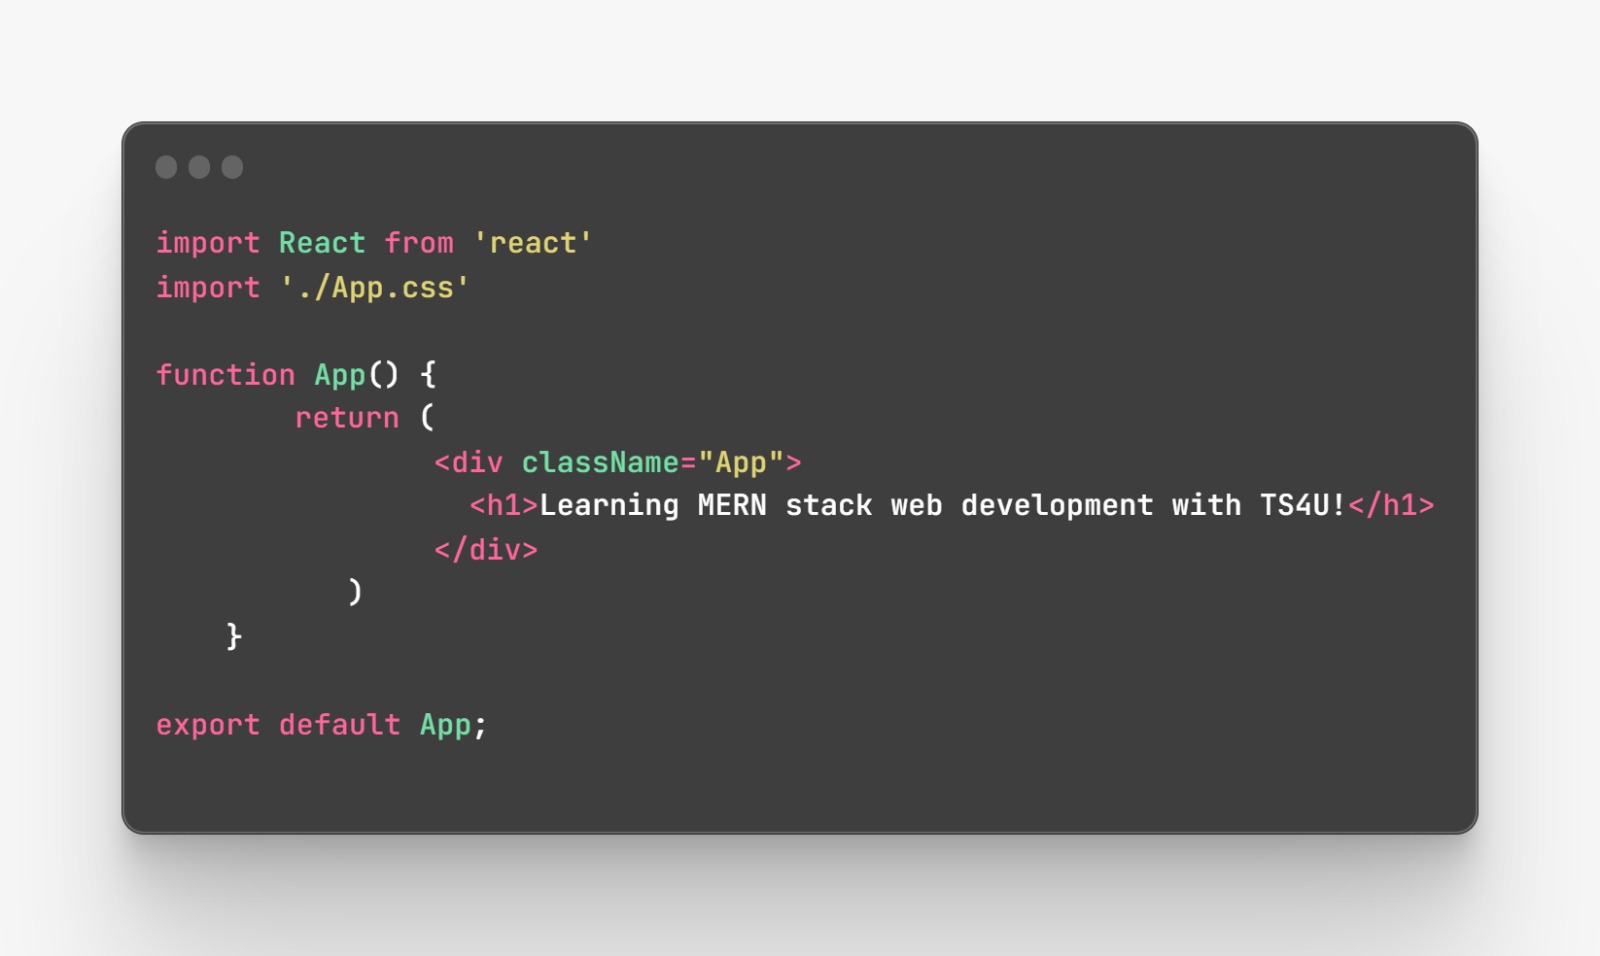 import React from 'react'
import './App.css'

function App() {
        return (
                <div className="App">
                  <h1>Learning MERN stack web development with TS4U!</h1>
                </div>
           )
    }

export default App;